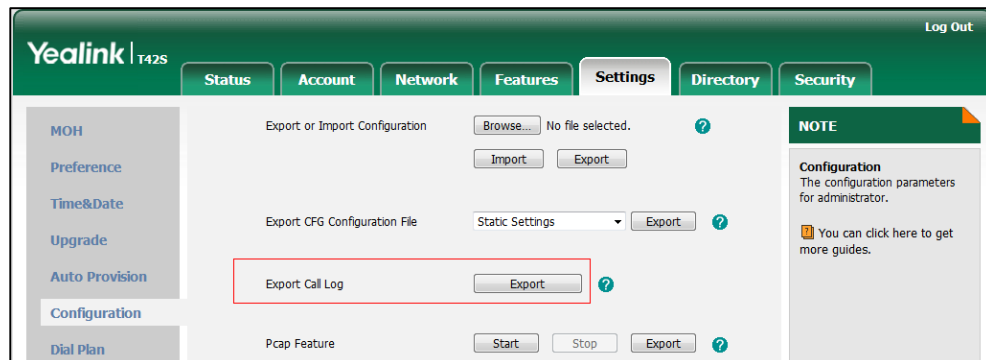 Log Out
Yealink | T42S
Status Account Network Features Settings Directory Security
MOH
Preference
Time&Date
Upgrade
Auto Provision
Configuration
Dial Plan
Export or Import Configuration Browse... No file selected. ?
Import Export
Export CFG Configuration File Static Settings Export ?
Export Call Log Export ?
Pcap Feature Start Stop Export ?
NOTE
Configuration
The configuration parameters
for administrator.
? You can click here to get
more guides.